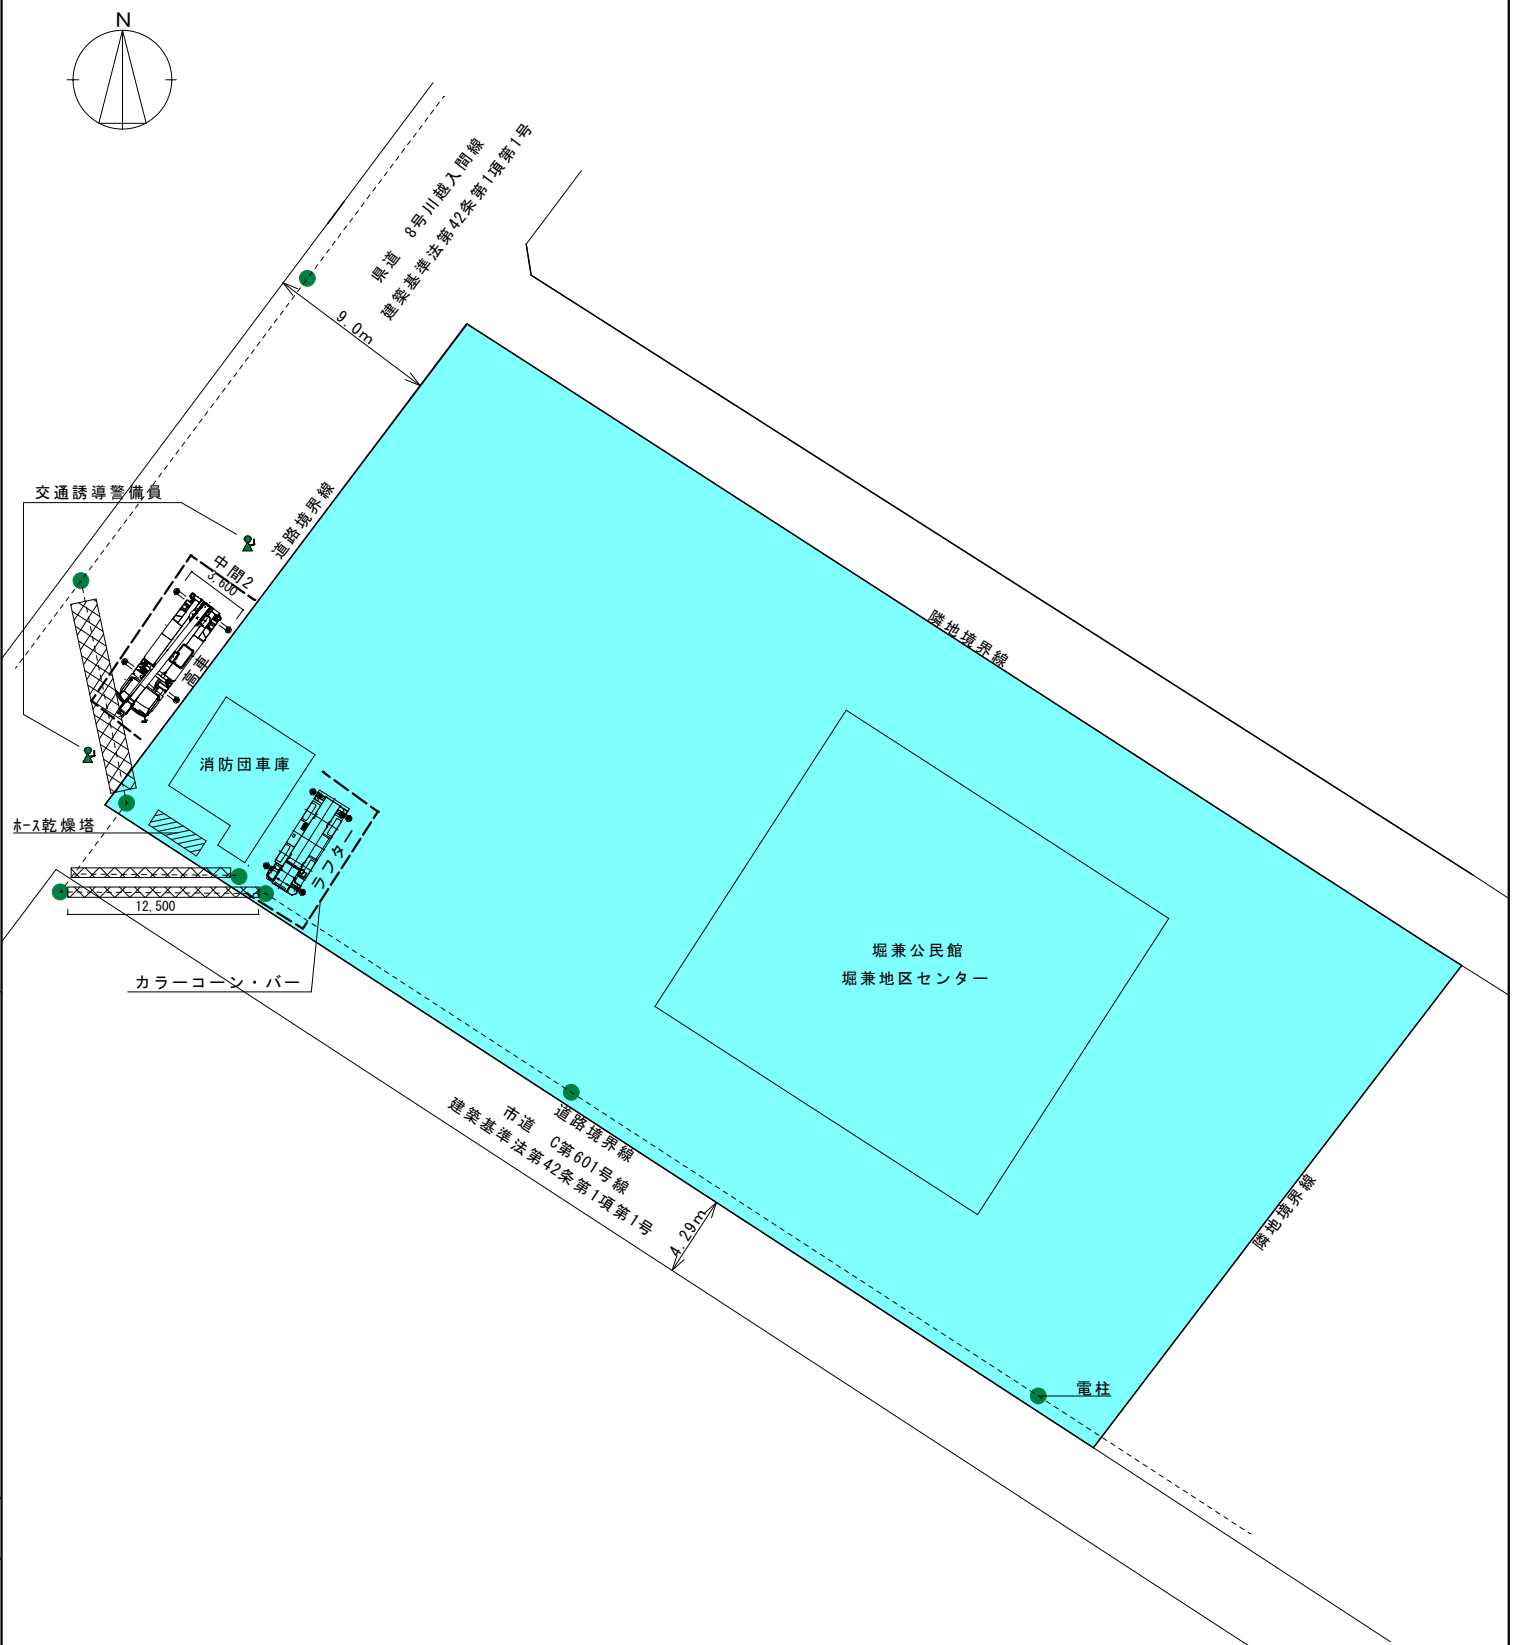 N
県道　8号川越入間線
建築基準法第42条第1項第1号
9.0m
交通誘導警備員
道路境界線
中間2
3,600
高車
隣地境界線
消防団車庫
ホース乾燥塔
ラフター
12,500
カラーコーン・バー
堀兼公民館
堀兼地区センター
道路境界線
市道　C第601号線
建築基準法第42条第1項第1号
4.29m
隣地境界線
電柱